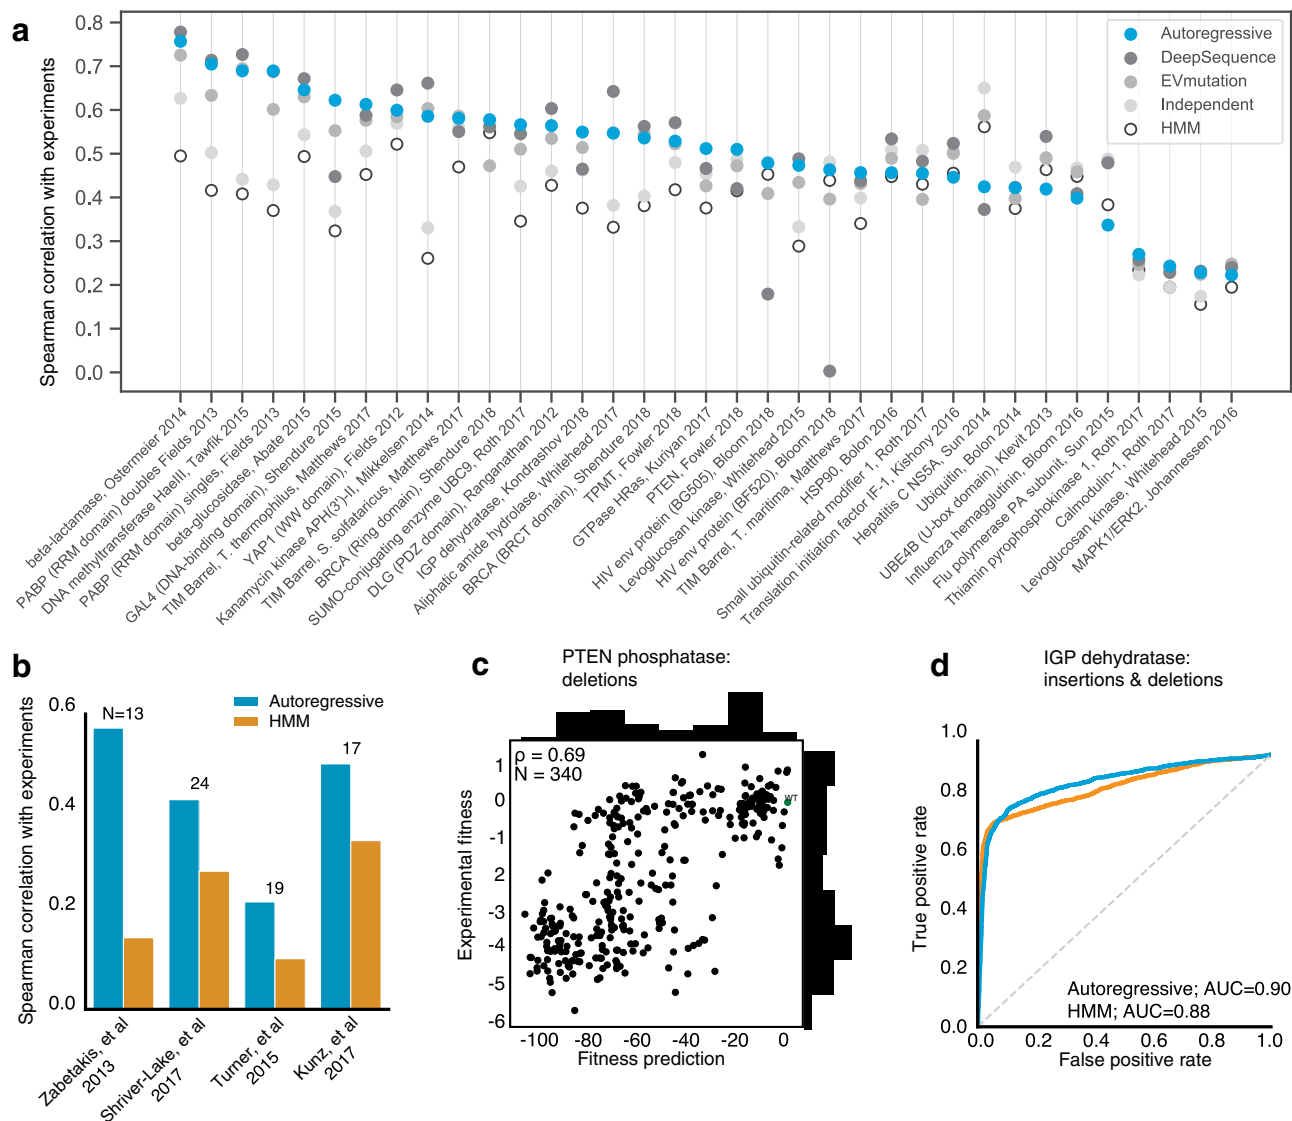 a
Spearman correlation with experiments
0.8
0.7
0.6
0.5
0.4
0.3
0.2
0.1
0.0
Autoregressive
DeepSequence
EVmutation
Independent
HMM
beta-lactamase, Ostermeier 2014
PABP (RRM domain) doubles Fields 2013
DNA methyltransferase HaeIII, Tawfik 2015
PABP (RRM domain) singles, Fields 2013
beta-glucosidase, Abate 2015
GAL4 (DNA-binding domain), Shendure 2015
TIM Barrel, T. thermophilus, Matthews 2017
YAP1 (WW domain), Fields 2012
Kanamycin kinase APH(3')-II, Mikkelsen 2014
TIM Barrel, S. solfataricus, Matthews 2017
BRCA (Ring domain), Shendure 2018
SUMO-conjugating enzyme UBC9, Roth 2017
DLG (PDZ domain), Ranganathan 2012
IGP dehydratase, Kondrashov 2018
Aliphatic amide hydrolase, Whitehead 2017
BRCA (BRCT domain), Shendure 2018
TPMT, Fowler 2018
GTPase HRas, Kuriyan 2017
PTEN, Fowler 2018
HIV env protein (BG505), Bloom 2018
Levoglucosan kinase, Whitehead 2015
HIV env protein (BF520), Bloom 2018
TIM Barrel, T. maritima, Matthews 2017
HSP90, Bolon 2016
Small ubiquitin-related modifier 1, Roth 2017
Translation initiation factor IF-1, Kishony 2016
Hepatitis C NS5A, Sun 2014
Ubiquitin, Bolon 2014
UBE4B (U-box domain), Klevit 2013
Influenza hemagglutinin, Bloom 2016
Flu polymerase PA subunit, Sun 2015
Thiamin pyrophosphokinase 1, Roth 2017
Calmodulin-1, Roth 2017
Levoglucosan kinase, Whitehead 2015
MAPK1/ERK2, Johannessen 2016
b
Spearman correlation with experiments
0.6
0.4
0.2
0.0
Autoregressive
HMM
N=13
24
19
17
Zabetakis, et al
2013
Shriver-Lake, et al
2017
Turner, et al
2015
Kunz, et al
2017
c
PTEN phosphatase:
deletions
ρ = 0.69
N = 340
WT
Experimental fitness
1
0
-1
2
-3
-4
-5
-6
-100
-80
-60
-40
-20
0
Fitness prediction
d
IGP dehydratase:
insertions & deletions
True positive rate
1.0
0.8
0.6
0.4
0.2
0.0
Autoregressive; AUC=0.90
HMM; AUC=0.88
0.0
0.2
0.4
0.6
0.8
1.0
False positive rate